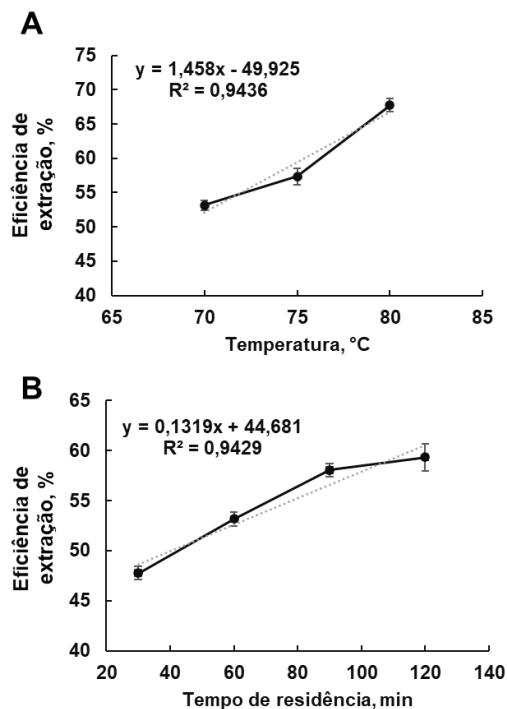 A
y = 1,458x - 49,925
R² = 0,9436
Eficiência de
extração, %
75
70
65
60
55
50
45
40
65 70 75 80 85
Temperatura, °C
B
y = 0,1319x + 44,681
R² = 0,9429
Eficiência de
extração, %
65
60
55
50
45
40
20 40 60 80 100 120 140
Tempo de residência, min